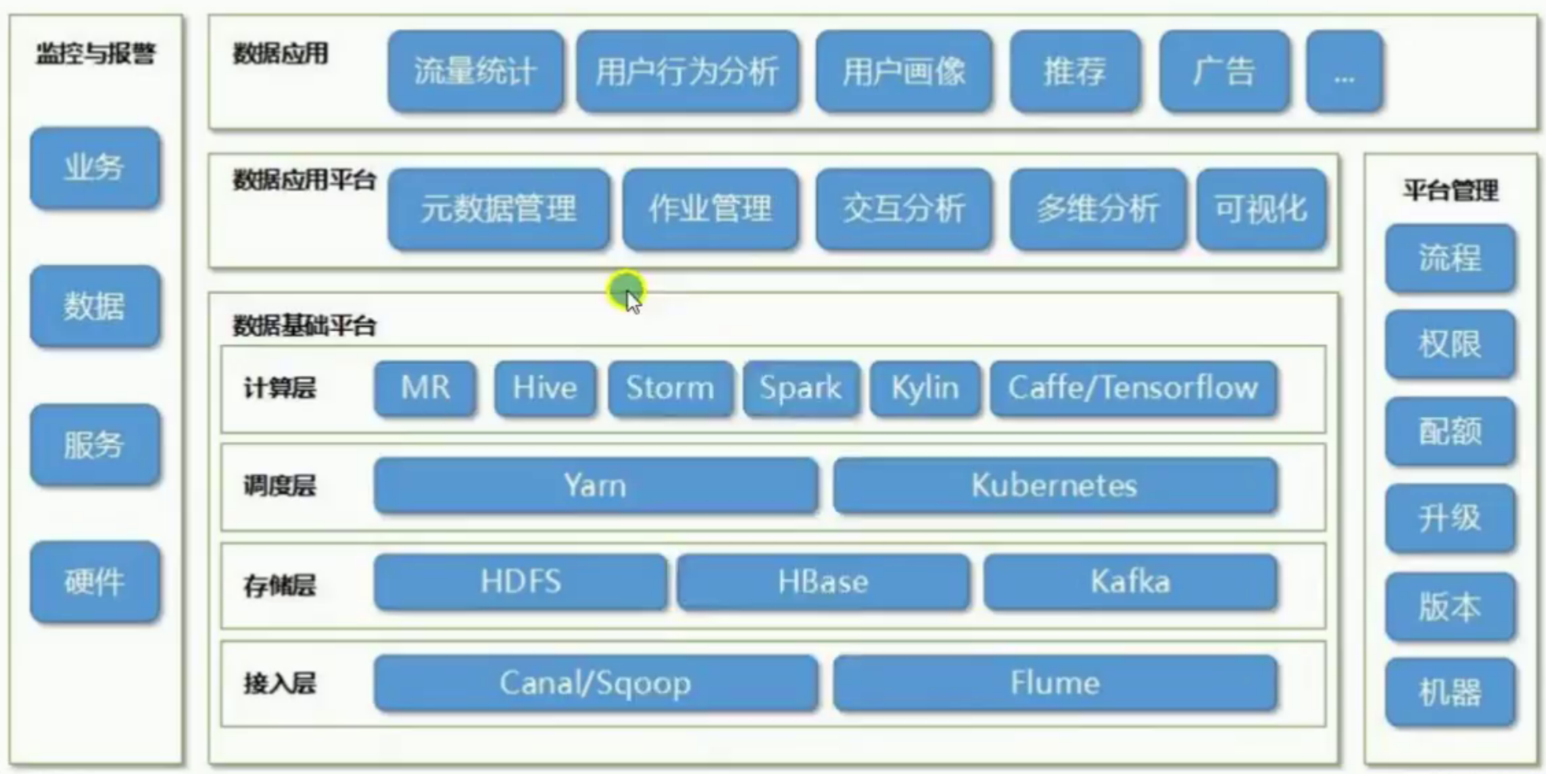 监控与报警
业务
数据
服务
硬件
数据应用
流量统计
用户行为分析
用户画像
推荐
广告
...
数据应用平台
元数据管理
作业管理
交互分析
多维分析
可视化
数据基础平台
计算层
MR
Hive
Storm
Spark
Kylin
Caffe/Tensorflow
调度层
Yarn
Kubernetes
存储层
HDFS
HBase
Kafka
接入层
Canal/Sqoop
Flume
平台管理
流程
权限
配额
升级
版本
机器